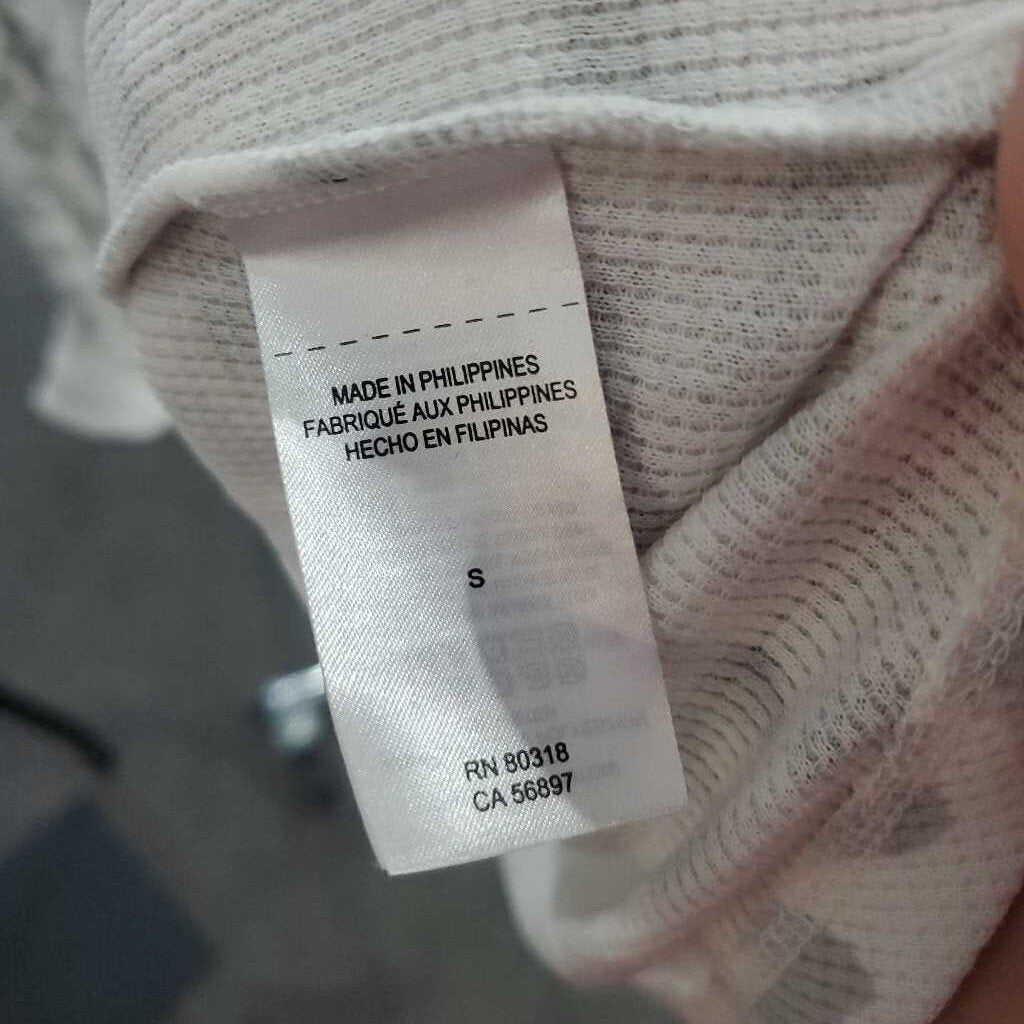 MADE IN PHILIPPINES
FABRIQUÉ AUX PHILIPPINES
HECHO EN FILIPINAS
S
RN 80318
CA 56897